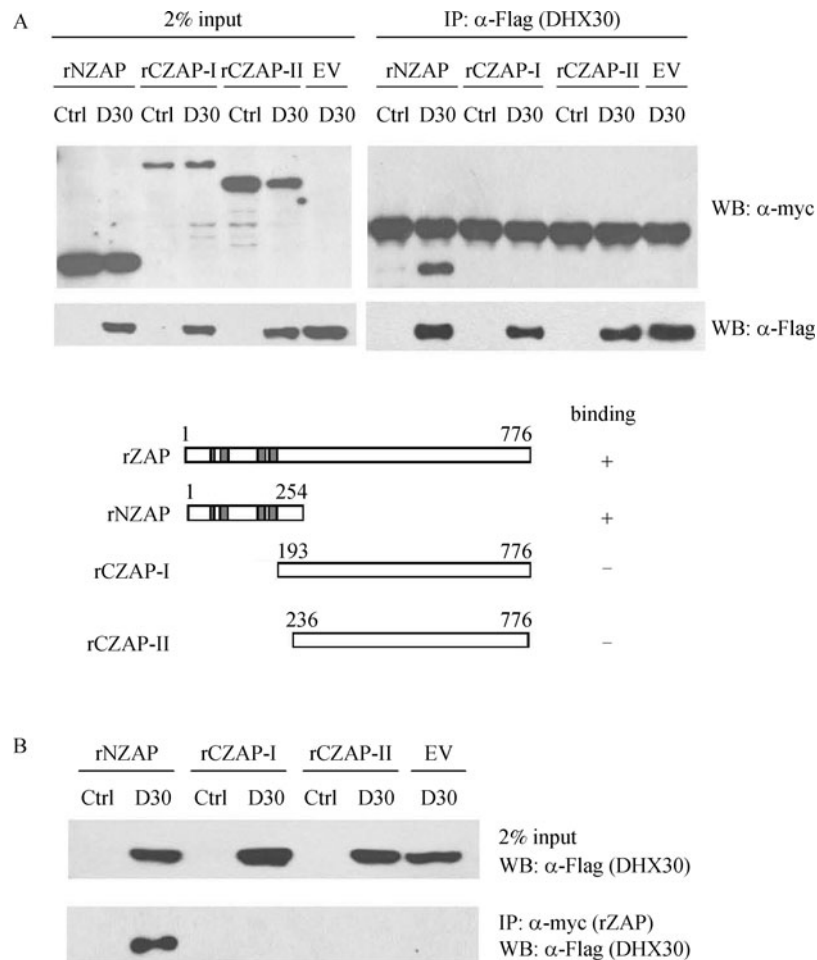 A
2% input
IP: α-Flag (DHX30)
rNZAP rCZAP-I rCZAP-II EV
rNZAP rCZAP-I rCZAP-II EV
Ctrl D30 Ctrl D30 Ctrl D30 D30
Ctrl D30 Ctrl D30 Ctrl D30 D30
WB: α-myc
WB: α-Flag
binding
1 776
rZAP +
1 254
rNZAP +
193 776
rCZAP-I –
236 776
rCZAP-II –
B
rNZAP rCZAP-I rCZAP-II EV
Ctrl D30 Ctrl D30 Ctrl D30 D30
2% input
WB: α-Flag (DHX30)
IP: α-myc (rZAP)
WB: α-Flag (DHX30)